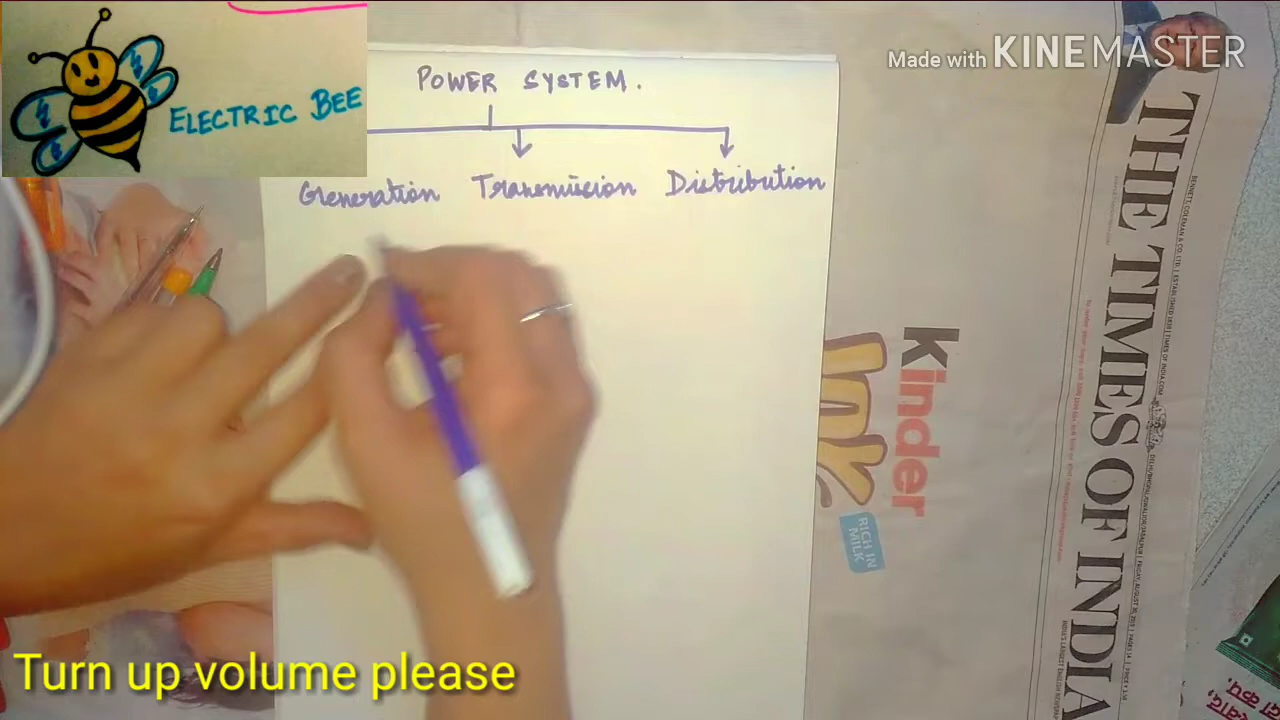 ELECTRIC BEE
Made with KINEMASTER
POWER SYSTEM.
Generation Transmission Distribution
THE TIMES OF INDIA
kinder
RICH IN
MILK
Turn up volume please